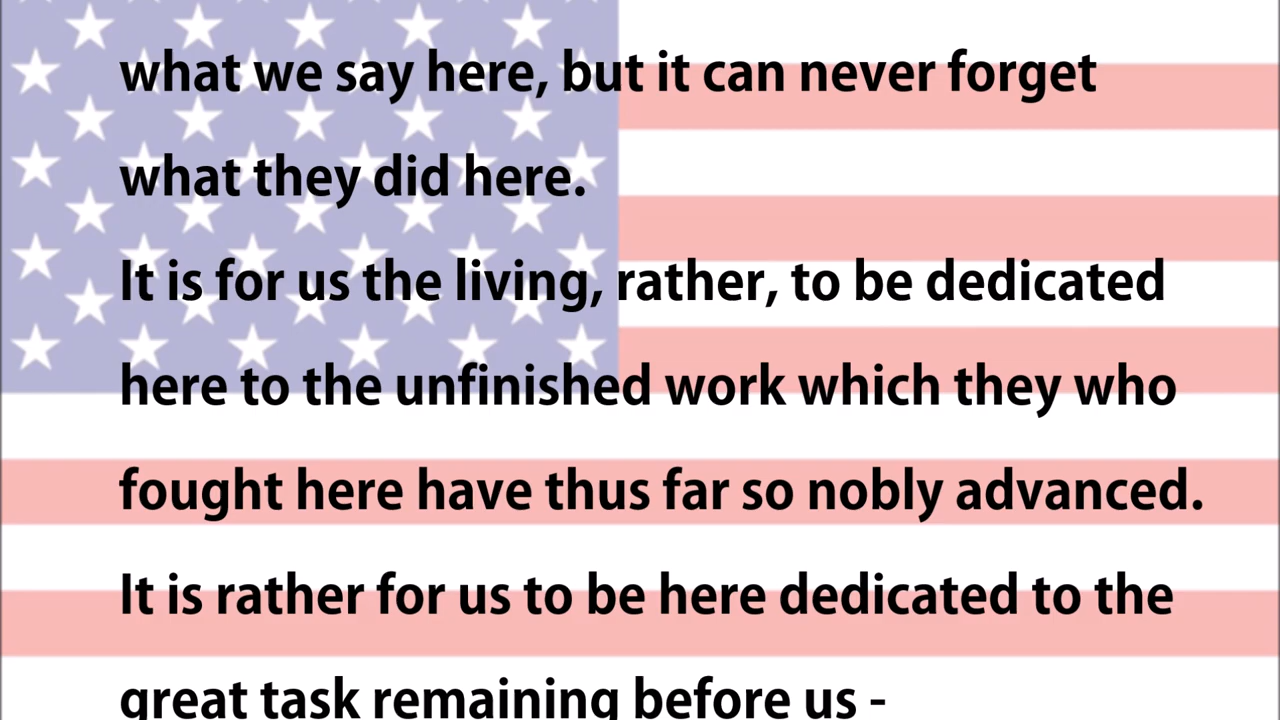 what we say here, but it can never forget
what they did here.
It is for us the living, rather, to be dedicated
here to the unfinished work which they who
fought here have thus far so nobly advanced.
It is rather for us to be here dedicated to the
great task remaining before us -